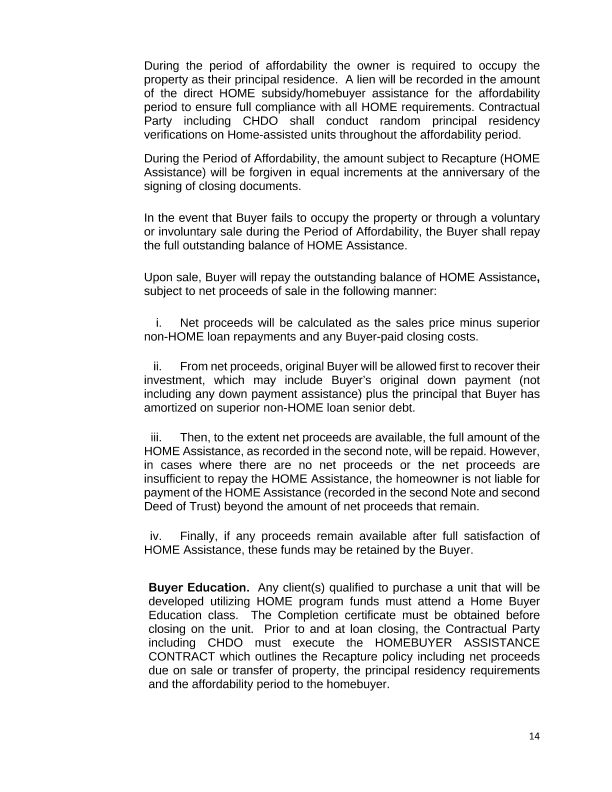 During the period of affordability the owner is required to occupy the
property as their principal residence.  A lien will be recorded in the amount
of the direct HOME subsidy/homebuyer assistance for the affordability
period to ensure full compliance with all HOME requirements. Contractual
Party including CHDO shall conduct random principal residency
verifications on Home-assisted units throughout the affordability period.
During the Period of Affordability, the amount subject to Recapture (HOME
Assistance) will be forgiven in equal increments at the anniversary of the
signing of closing documents.
In the event that Buyer fails to occupy the property or through a voluntary
or involuntary sale during the Period of Affordability, the Buyer shall repay
the full outstanding balance of HOME Assistance.
Upon sale, Buyer will repay the outstanding balance of HOME Assistance,
subject to net proceeds of sale in the following manner:
i. Net proceeds will be calculated as the sales price minus superior
non-HOME loan repayments and any Buyer-paid closing costs.
ii. From net proceeds, original Buyer will be allowed first to recover their
investment, which may include Buyer's original down payment (not
including any down payment assistance) plus the principal that Buyer has
amortized on superior non-HOME loan senior debt.
iii. Then, to the extent net proceeds are available, the full amount of the
HOME Assistance, as recorded in the second note, will be repaid. However,
in cases where there are no net proceeds or the net proceeds are
insufficient to repay the HOME Assistance, the homeowner is not liable for
payment of the HOME Assistance (recorded in the second Note and second
Deed of Trust) beyond the amount of net proceeds that remain.
iv. Finally, if any proceeds remain available after full satisfaction of
HOME Assistance, these funds may be retained by the Buyer.
Buyer Education.  Any client(s) qualified to purchase a unit that will be
developed utilizing HOME program funds must attend a Home Buyer
Education class.  The Completion certificate must be obtained before
closing on the unit.  Prior to and at loan closing, the Contractual Party
including CHDO must execute the HOMEBUYER ASSISTANCE
CONTRACT which outlines the Recapture policy including net proceeds
due on sale or transfer of property, the principal residency requirements
and the affordability period to the homebuyer.
14